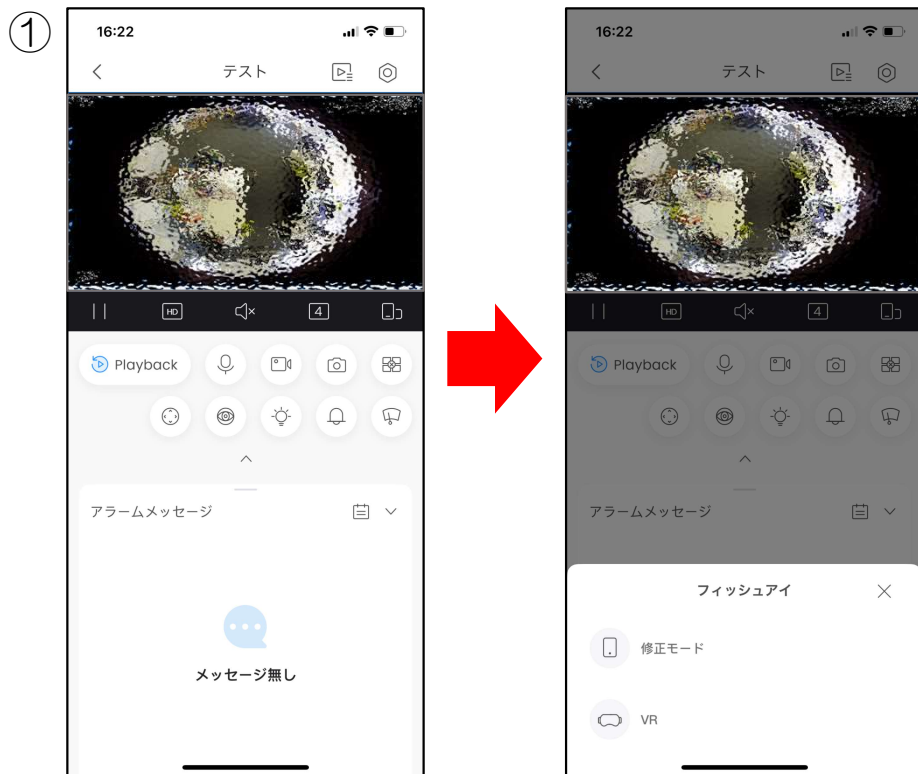 ①
16:22
テスト
HD
4
Playback
アラームメッセージ
メッセージ無し
16:22
テスト
HD
4
Playback
アラームメッセージ
フィッシュアイ
修正モード
VR